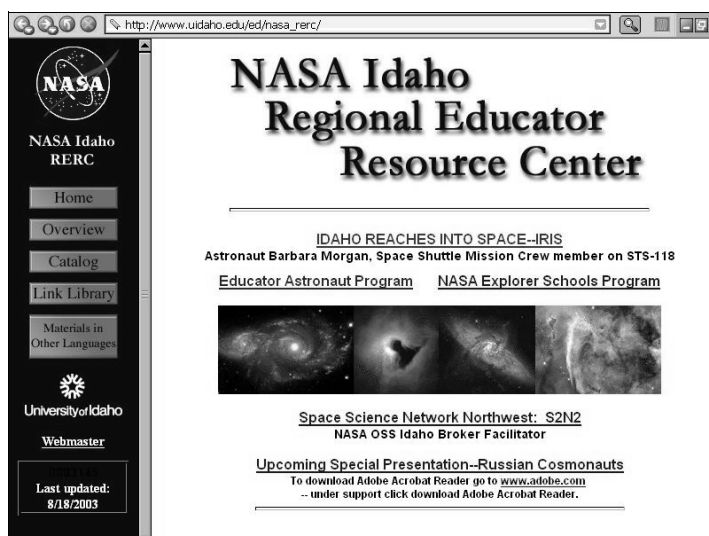 http://www.uidaho.edu/ed/nasa_rerc/
NASA
NASA Idaho
RERC
Home
Overview
Catalog
Link Library
Materials in
Other Languages
University of Idaho
Webmaster
Last updated:
8/18/2003
NASA Idaho
Regional Educator
Resource Center
IDAHO REACHES INTO SPACE--IRIS
Astronaut Barbara Morgan, Space Shuttle Mission Crew member on STS-118
Educator Astronaut Program NASA Explorer Schools Program
Space Science Network Northwest: S2N2
NASA OSS Idaho Broker Facilitator
Upcoming Special Presentation--Russian Cosmonauts
To download Adobe Acrobat Reader go to www.adobe.com
-- under support click download Adobe Acrobat Reader.